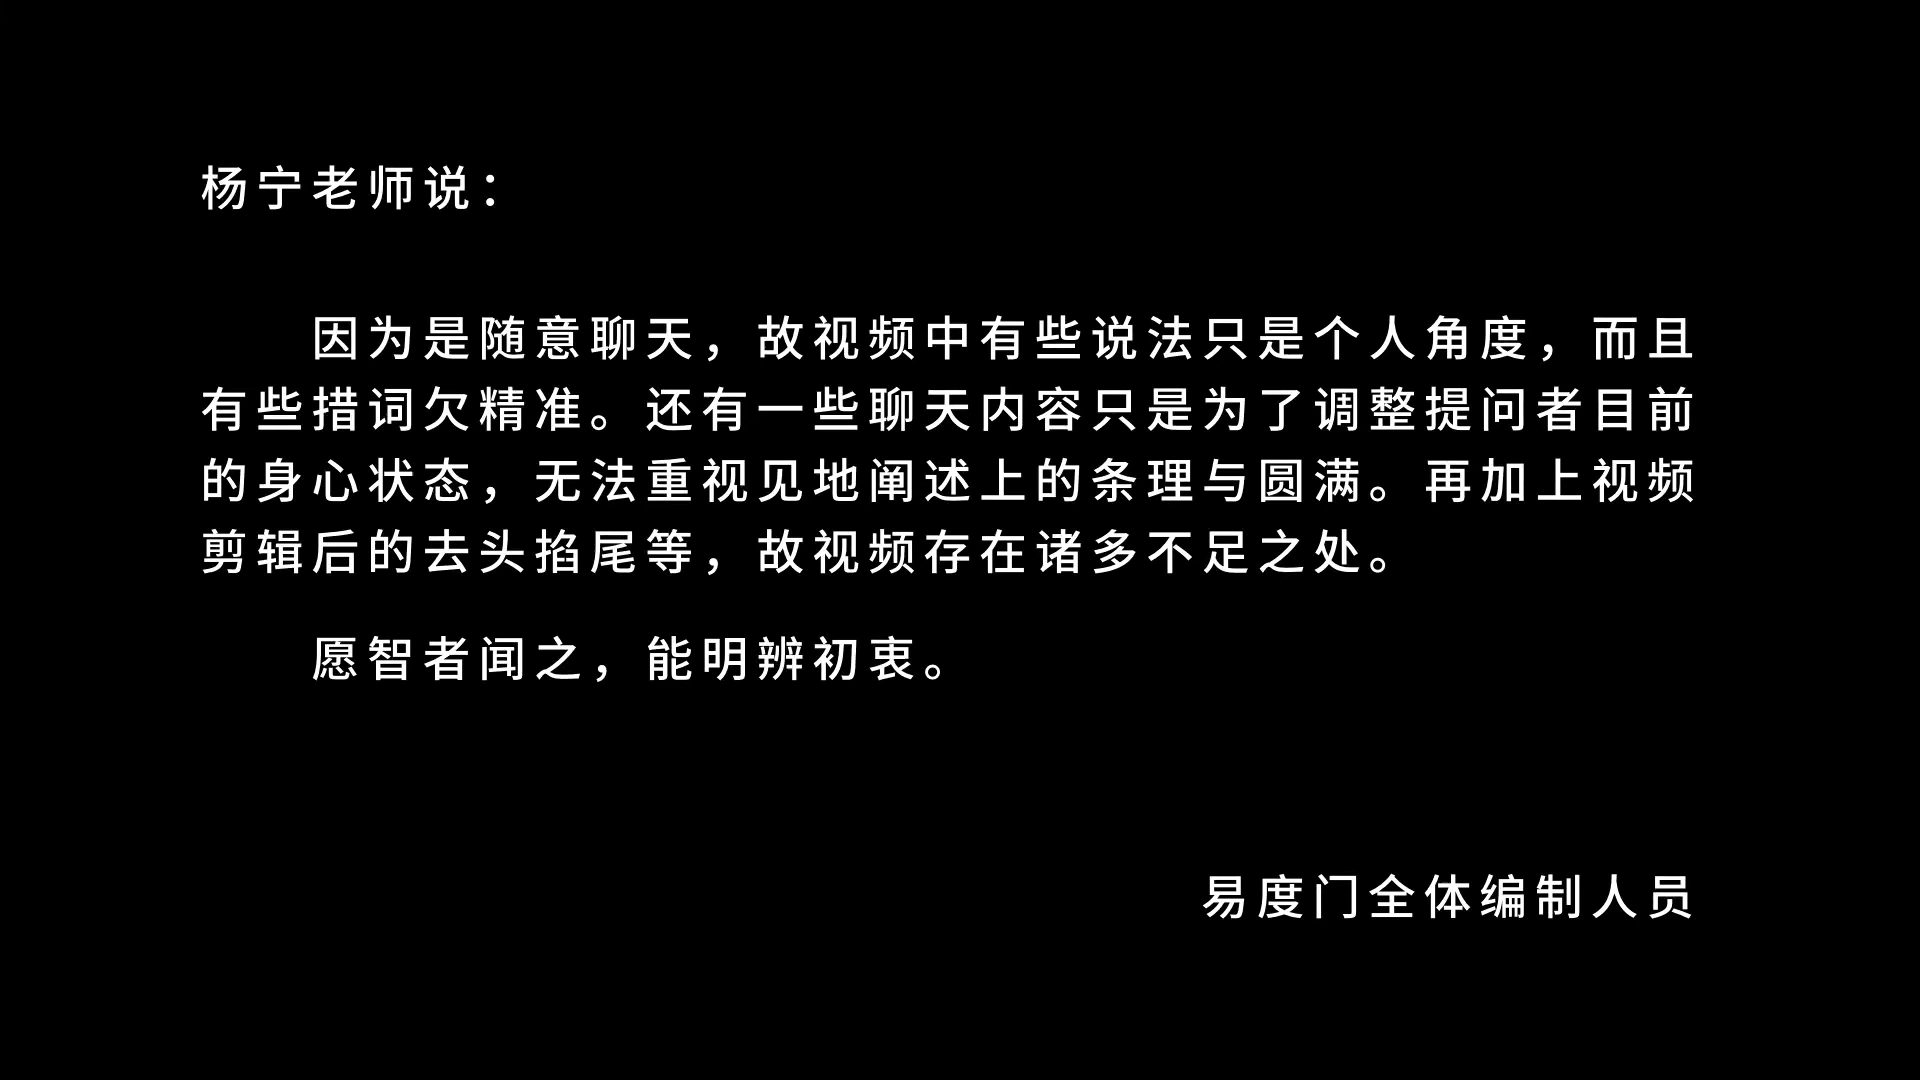 杨宁老师说：
因为是随意聊天，故视频中有些说法只是个人角度，而且
有些措词欠精准。还有一些聊天内容只是为了调整提问者目前
的身心状态，无法重视见地阐述上的条理与圆满。再加上视频
剪辑后的去头掐尾等，故视频存在诸多不足之处。
愿智者闻之，能明辨初衷。
易度门全体编制人员